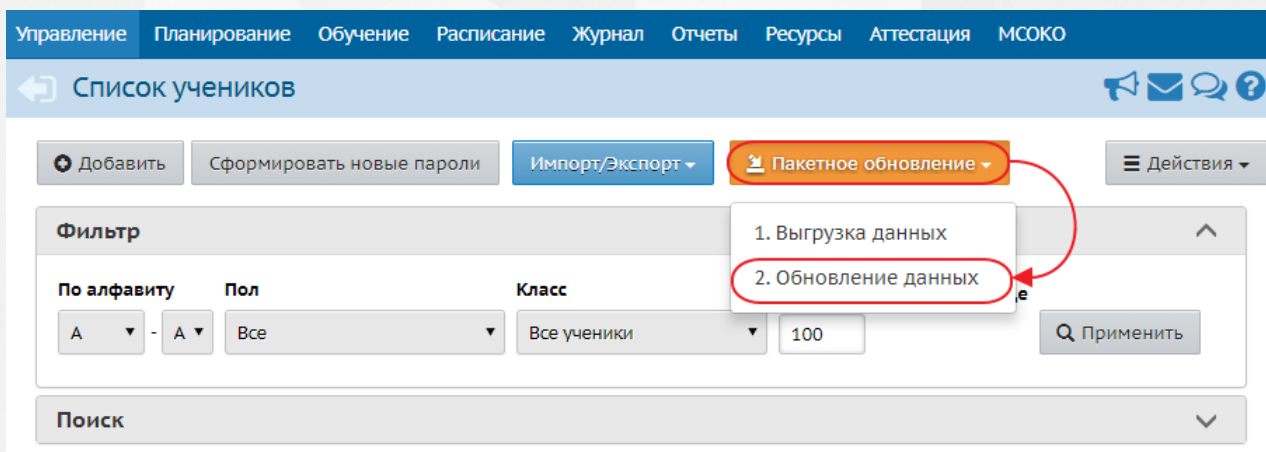 Управление Планирование Обучение Расписание Журнал Отчеты Ресурсы Аттестация МСОКО
Список учеников
Добавить Сформировать новые пароли Импорт/Экспорт Пакетное обновление Действия
Фильтр
1. Выгрузка данных
2. Обновление данных
По алфавиту Пол Класс
А - А Все Все ученики 100 Применить
Поиск